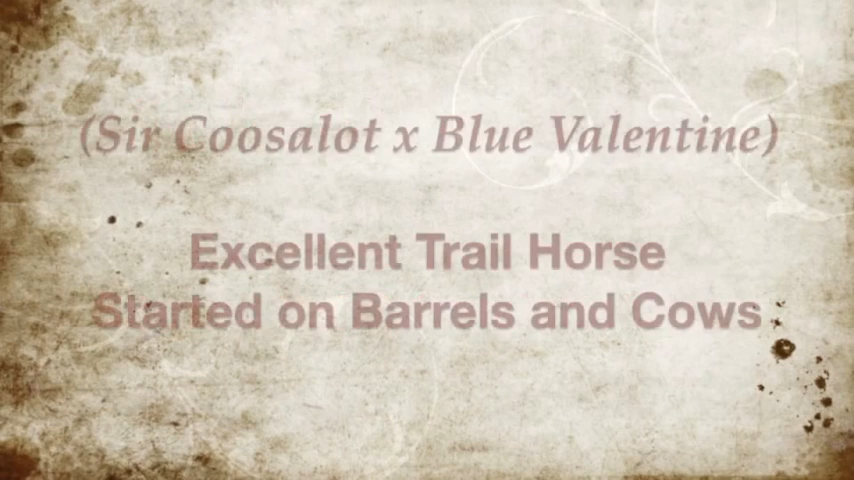 (Sir Coosalot x Blue Valentine)
Excellent Trail Horse
Started on Barrels and Cows